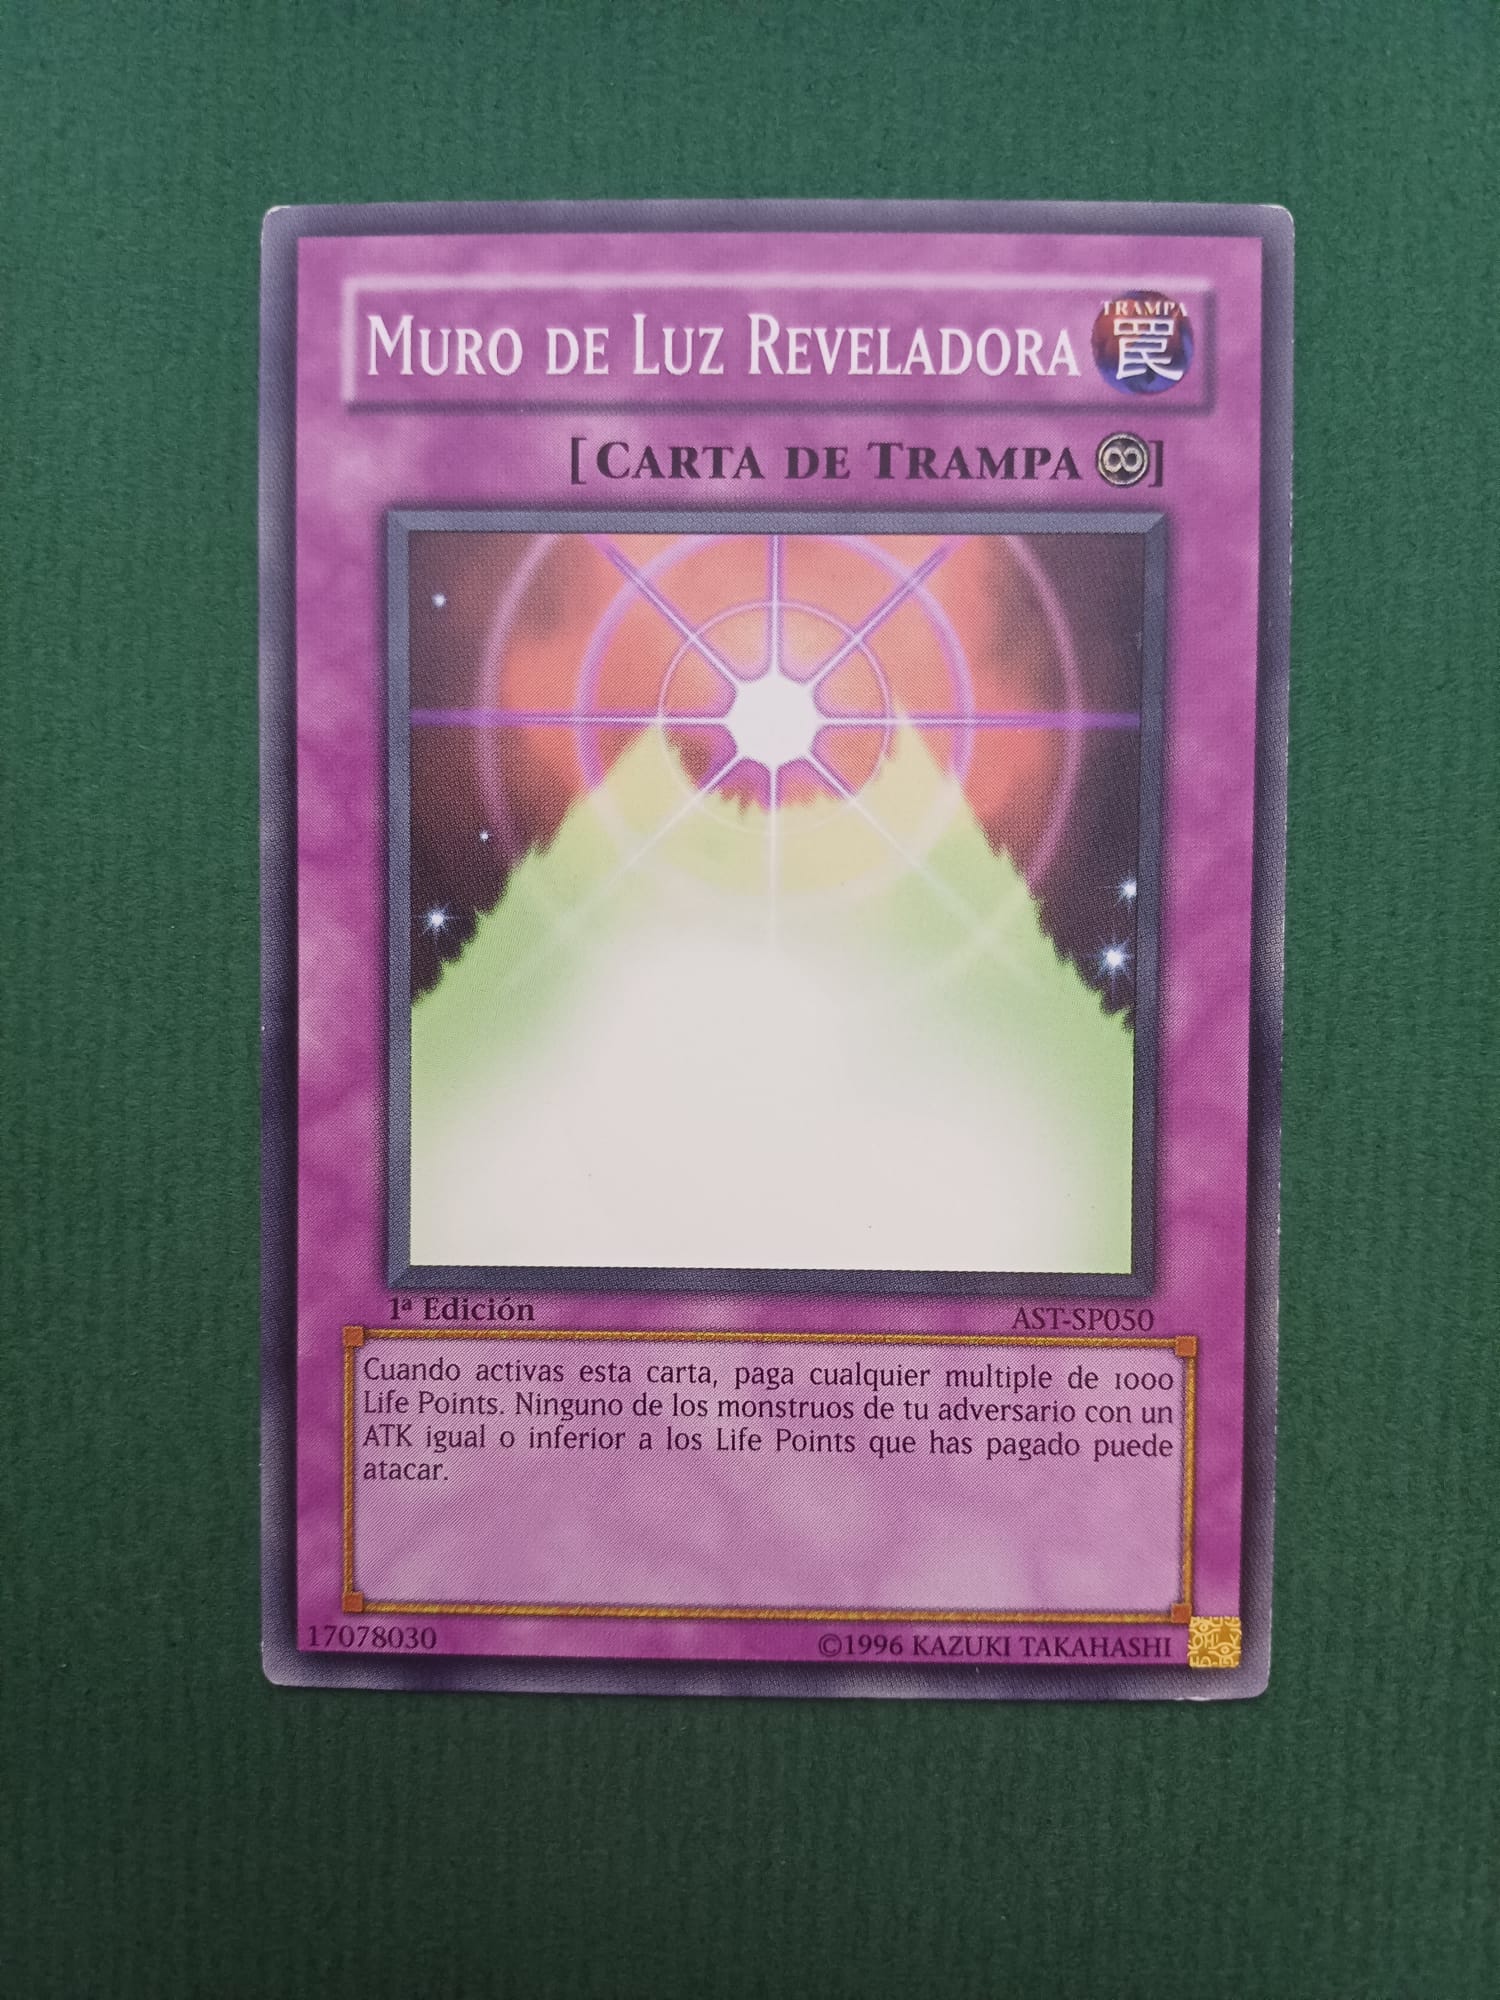 MURO DE LUZ REVELADORA
TRAMPA
罠
[CARTA DE TRAMPA ∞]
1ª Edición
AST-SP050
Cuando activas esta carta, paga cualquier multiple de 1000
Life Points. Ninguno de los monstruos de tu adversario con un
ATK igual o inferior a los Life Points que has pagado puede
atacar.
17078030
©1996 KAZUKI TAKAHASHI